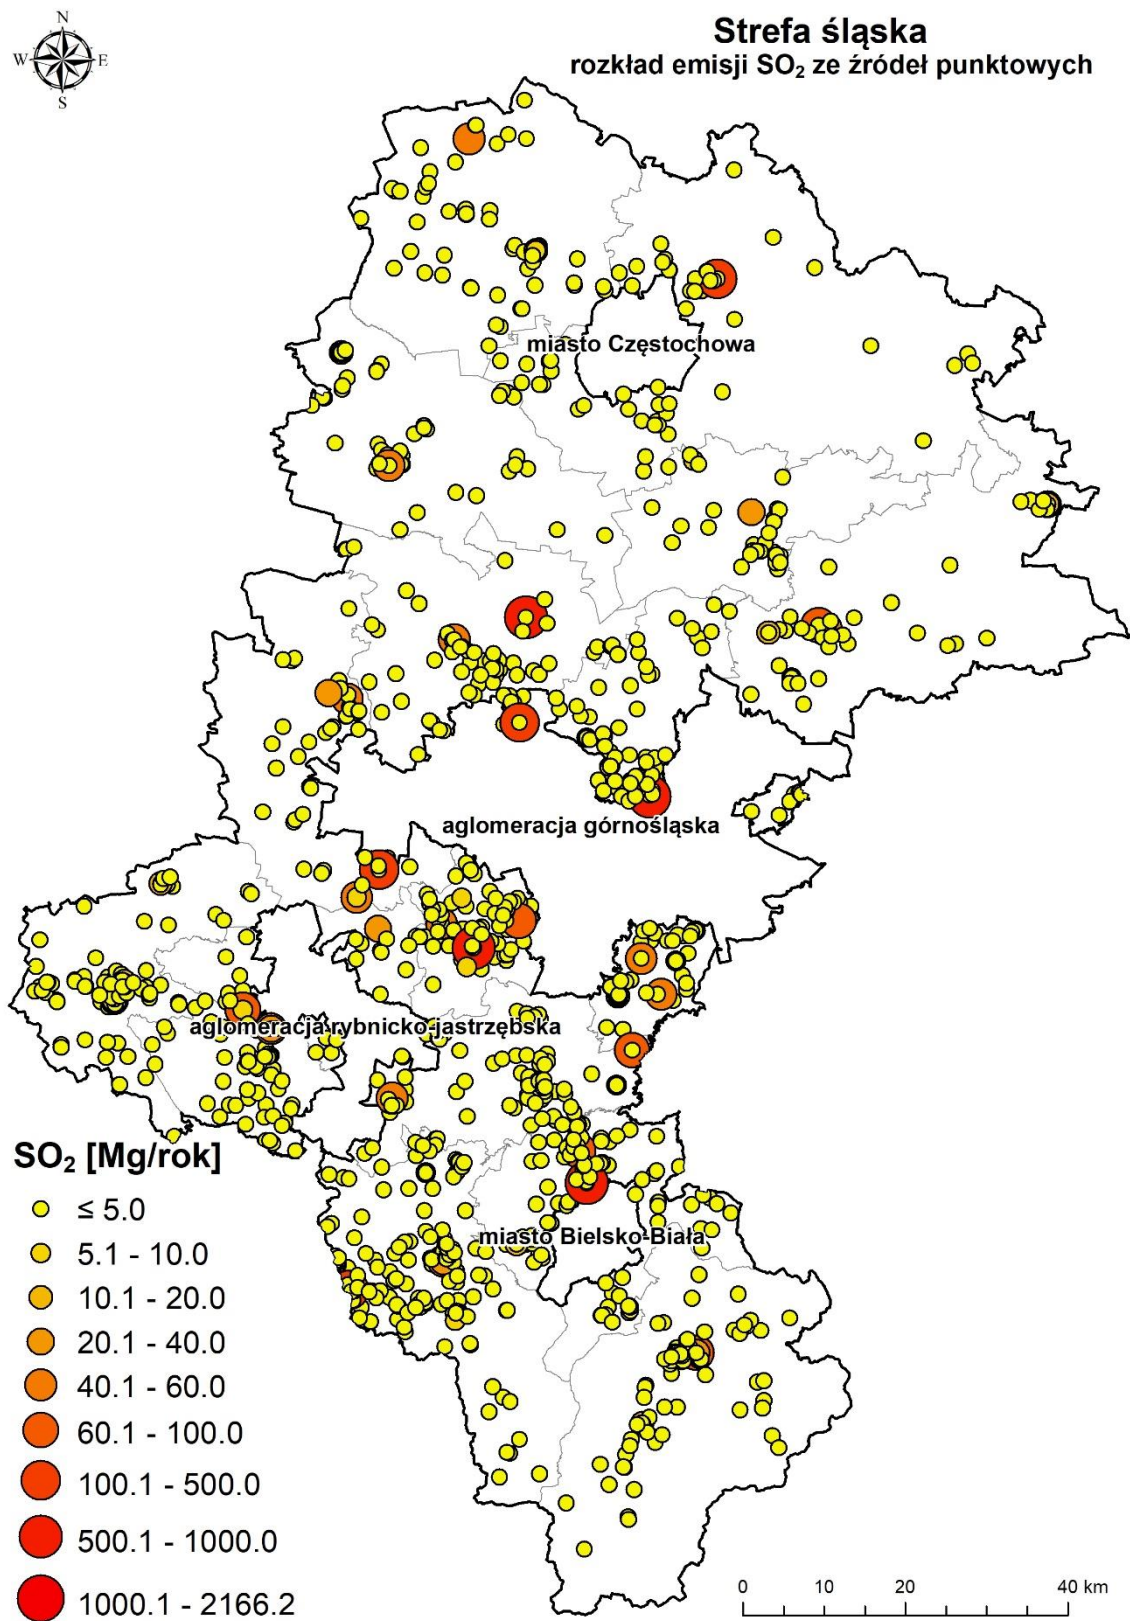 N
W E
S
Strefa śląska
rozkład emisji SO₂ ze źródeł punktowych
miasto Częstochowa
aglomeracja górnośląska
aglomeracja rybnicko-jastrzębska
miasto Bielsko-Biała
SO₂ [Mg/rok]
≤ 5.0
5.1 - 10.0
10.1 - 20.0
20.1 - 40.0
40.1 - 60.0
60.1 - 100.0
100.1 - 500.0
500.1 - 1000.0
1000.1 - 2166.2
0 10 20 40 km